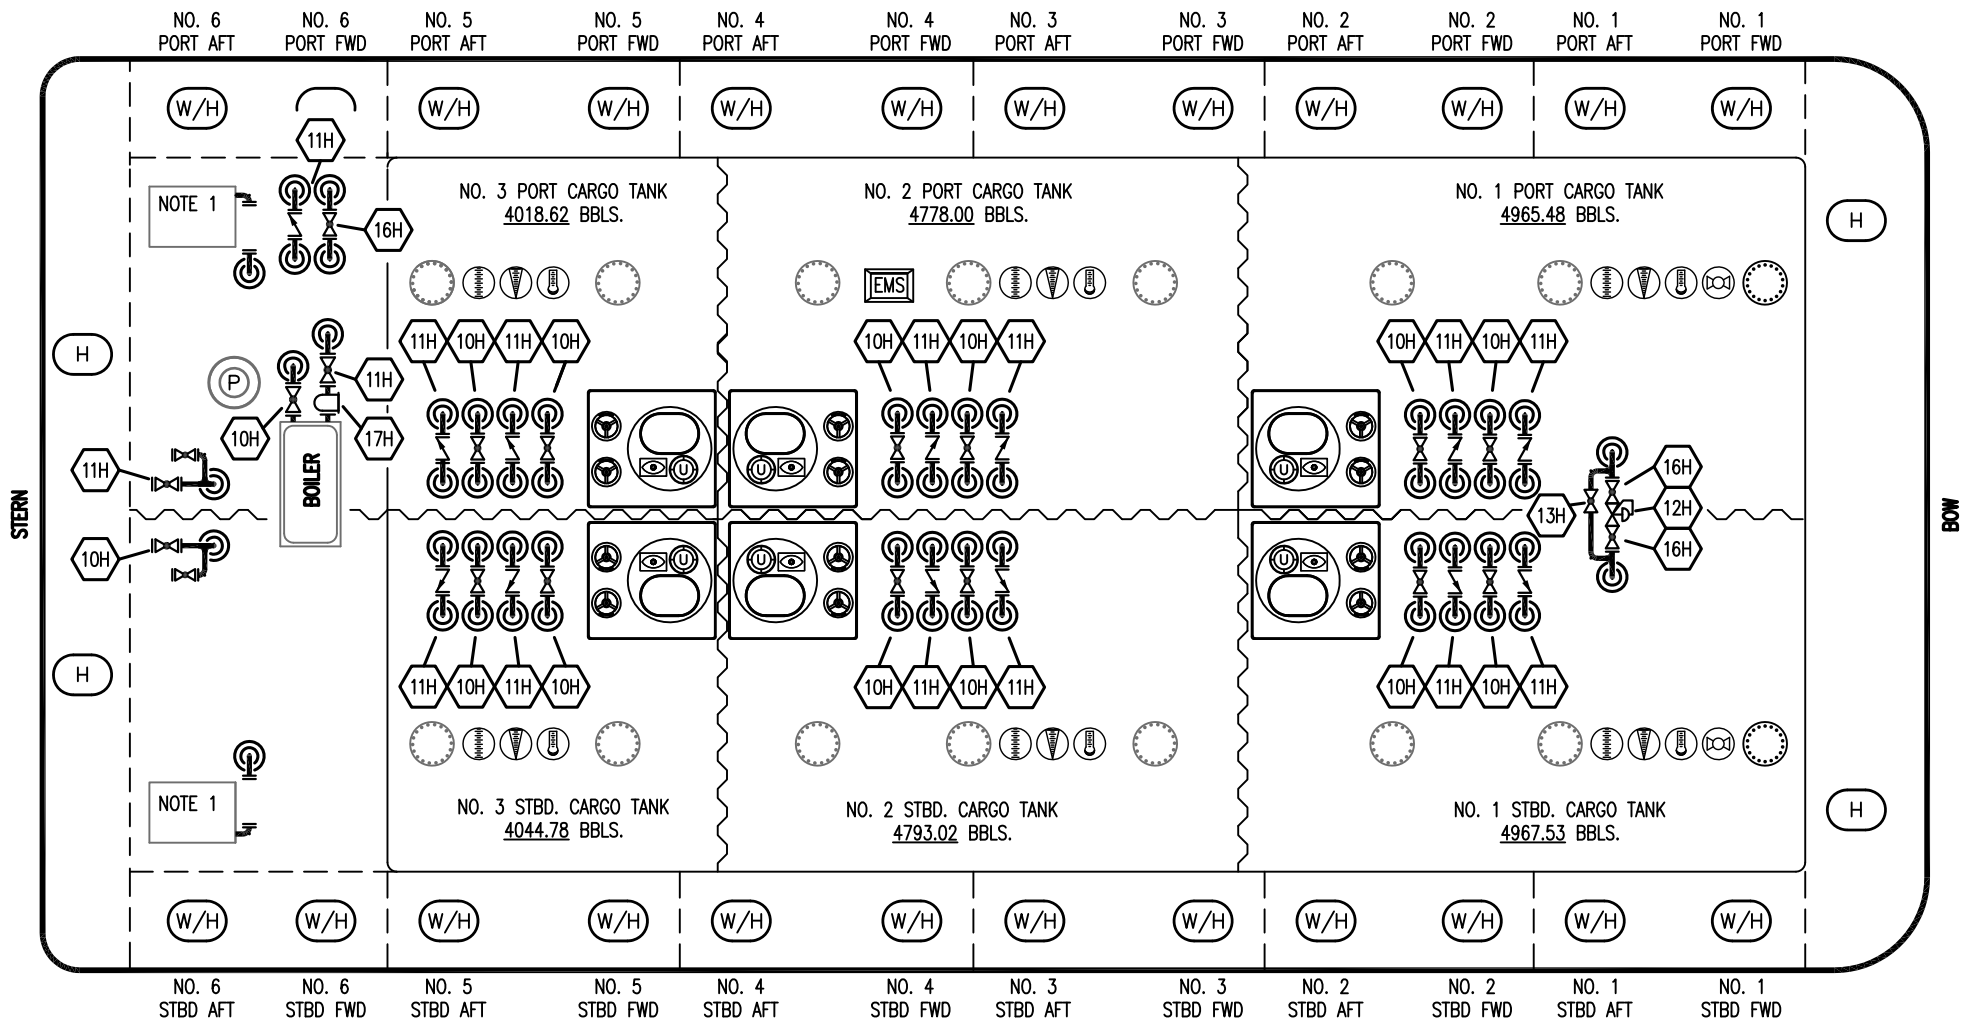 NO. 6 NO. 6 NO. 5 NO. 5 NO. 4 NO. 4 NO. 3 NO. 3 NO. 2 NO. 2 NO. 1 NO. 1
PORT AFT PORT FWD PORT AFT PORT FWD PORT AFT PORT FWD PORT AFT PORT FWD PORT AFT PORT FWD PORT AFT PORT FWD
W/H W/H W/H W/H W/H W/H W/H W/H W/H W/H W/H
11H
NOTE 1 NO. 3 PORT CARGO TANK NO. 2 PORT CARGO TANK NO. 1 PORT CARGO TANK
4018.62 BBLS. 4778.00 BBLS. 4965.48 BBLS.
16H H
EMS
H 11H 10H 11H 10H 10H 11H 10H 11H 10H 11H 10H 11H
P 11H
10H 17H
11H U U U 16H
BOILER
STERN 13H 12H BOW
10H U U U 16H
H 11H 10H 11H 10H 10H 11H 10H 11H 10H 11H 10H 11H
NOTE 1 NO. 3 STBD. CARGO TANK NO. 2 STBD. CARGO TANK NO. 1 STBD. CARGO TANK H
4044.78 BBLS. 4793.02 BBLS. 4967.53 BBLS.
W/H W/H W/H W/H W/H W/H W/H W/H W/H W/H W/H W/H
NO. 6 NO. 6 NO. 5 NO. 5 NO. 4 NO. 4 NO. 3 NO. 3 NO. 2 NO. 2 NO. 1 NO. 1
STBD AFT STBD FWD STBD AFT STBD FWD STBD AFT STBD FWD STBD AFT STBD FWD STBD AFT STBD FWD STBD AFT STBD FWD